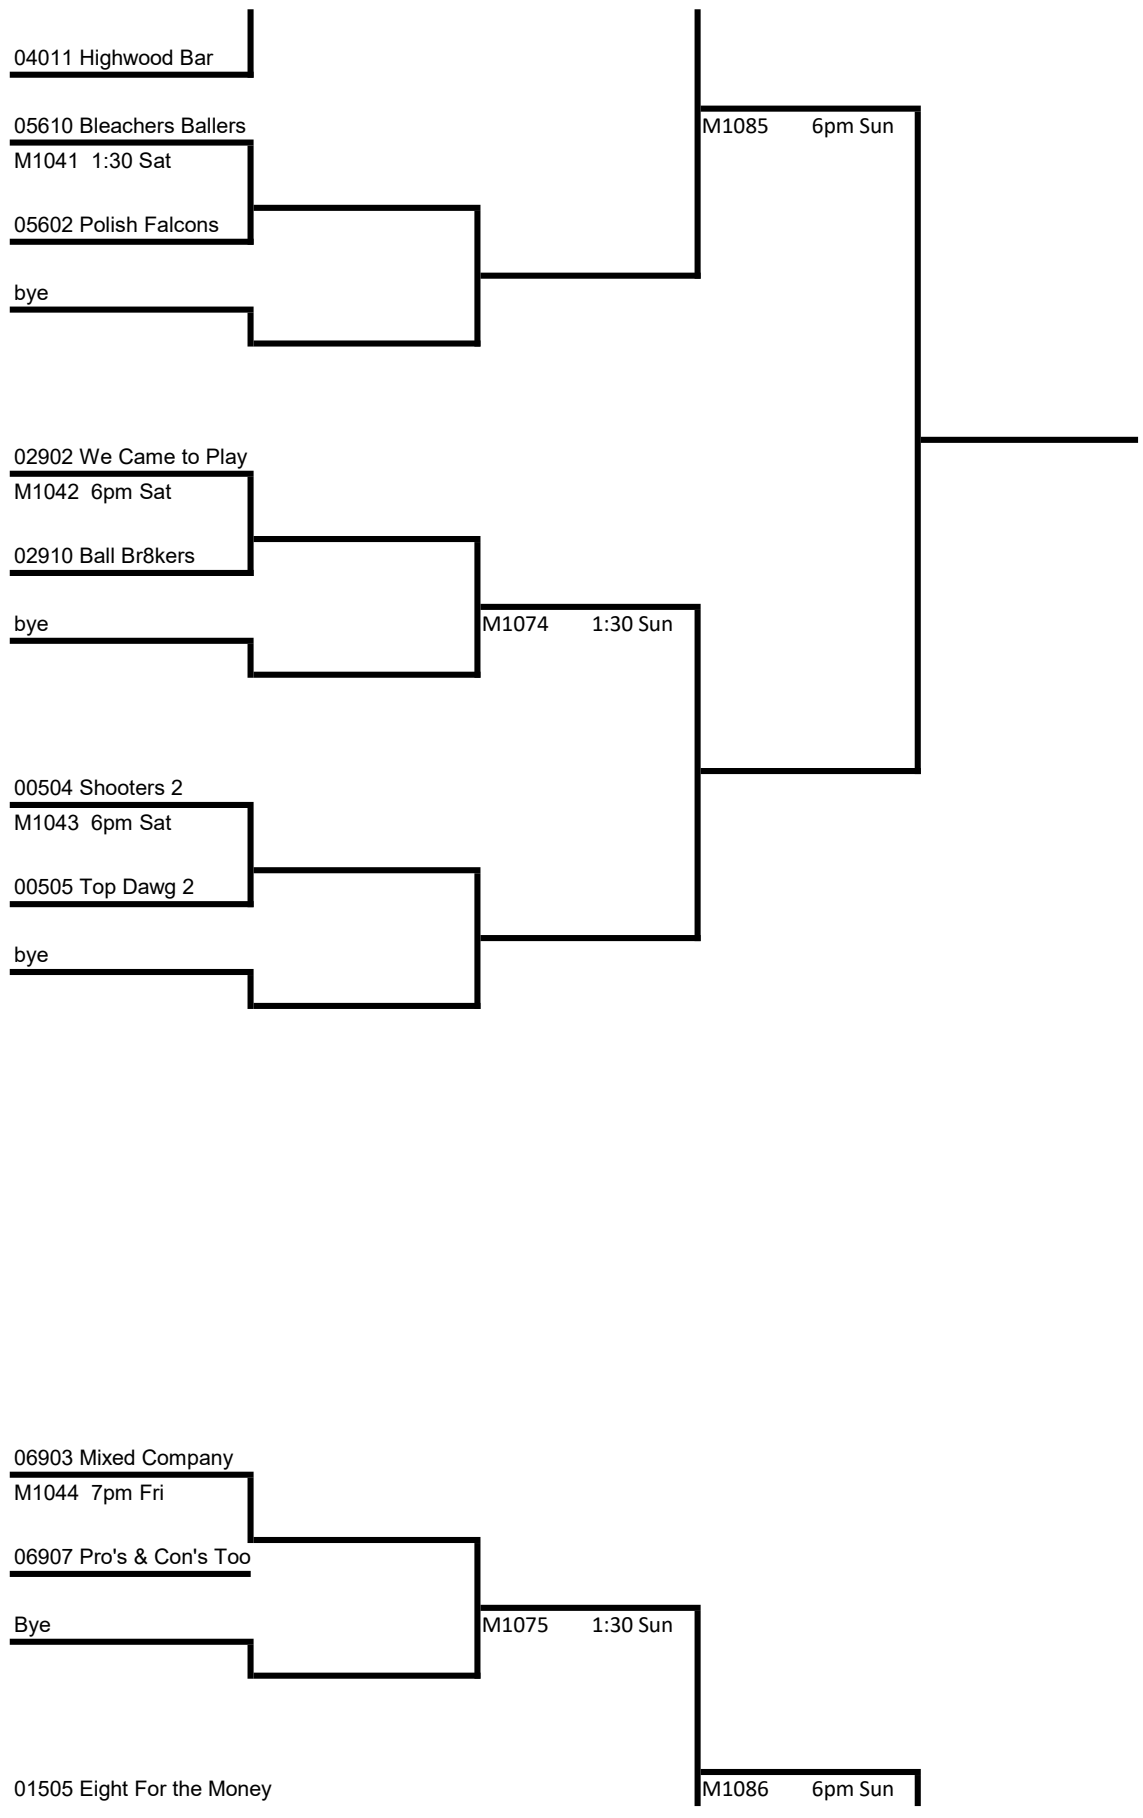 04011 Highwood Bar
05610 Bleachers Ballers
M1085 6pm Sun
M1041 1:30 Sat
05602 Polish Falcons
bye
02902 We Came to Play
M1042 6pm Sat
02910 Ball Br8kers
bye
M1074 1:30 Sun
00504 Shooters 2
M1043 6pm Sat
00505 Top Dawg 2
bye
06903 Mixed Company
M1044 7pm Fri
06907 Pro's & Con's Too
Bye
M1075 1:30 Sun
01505 Eight For the Money
M1086 6pm Sun